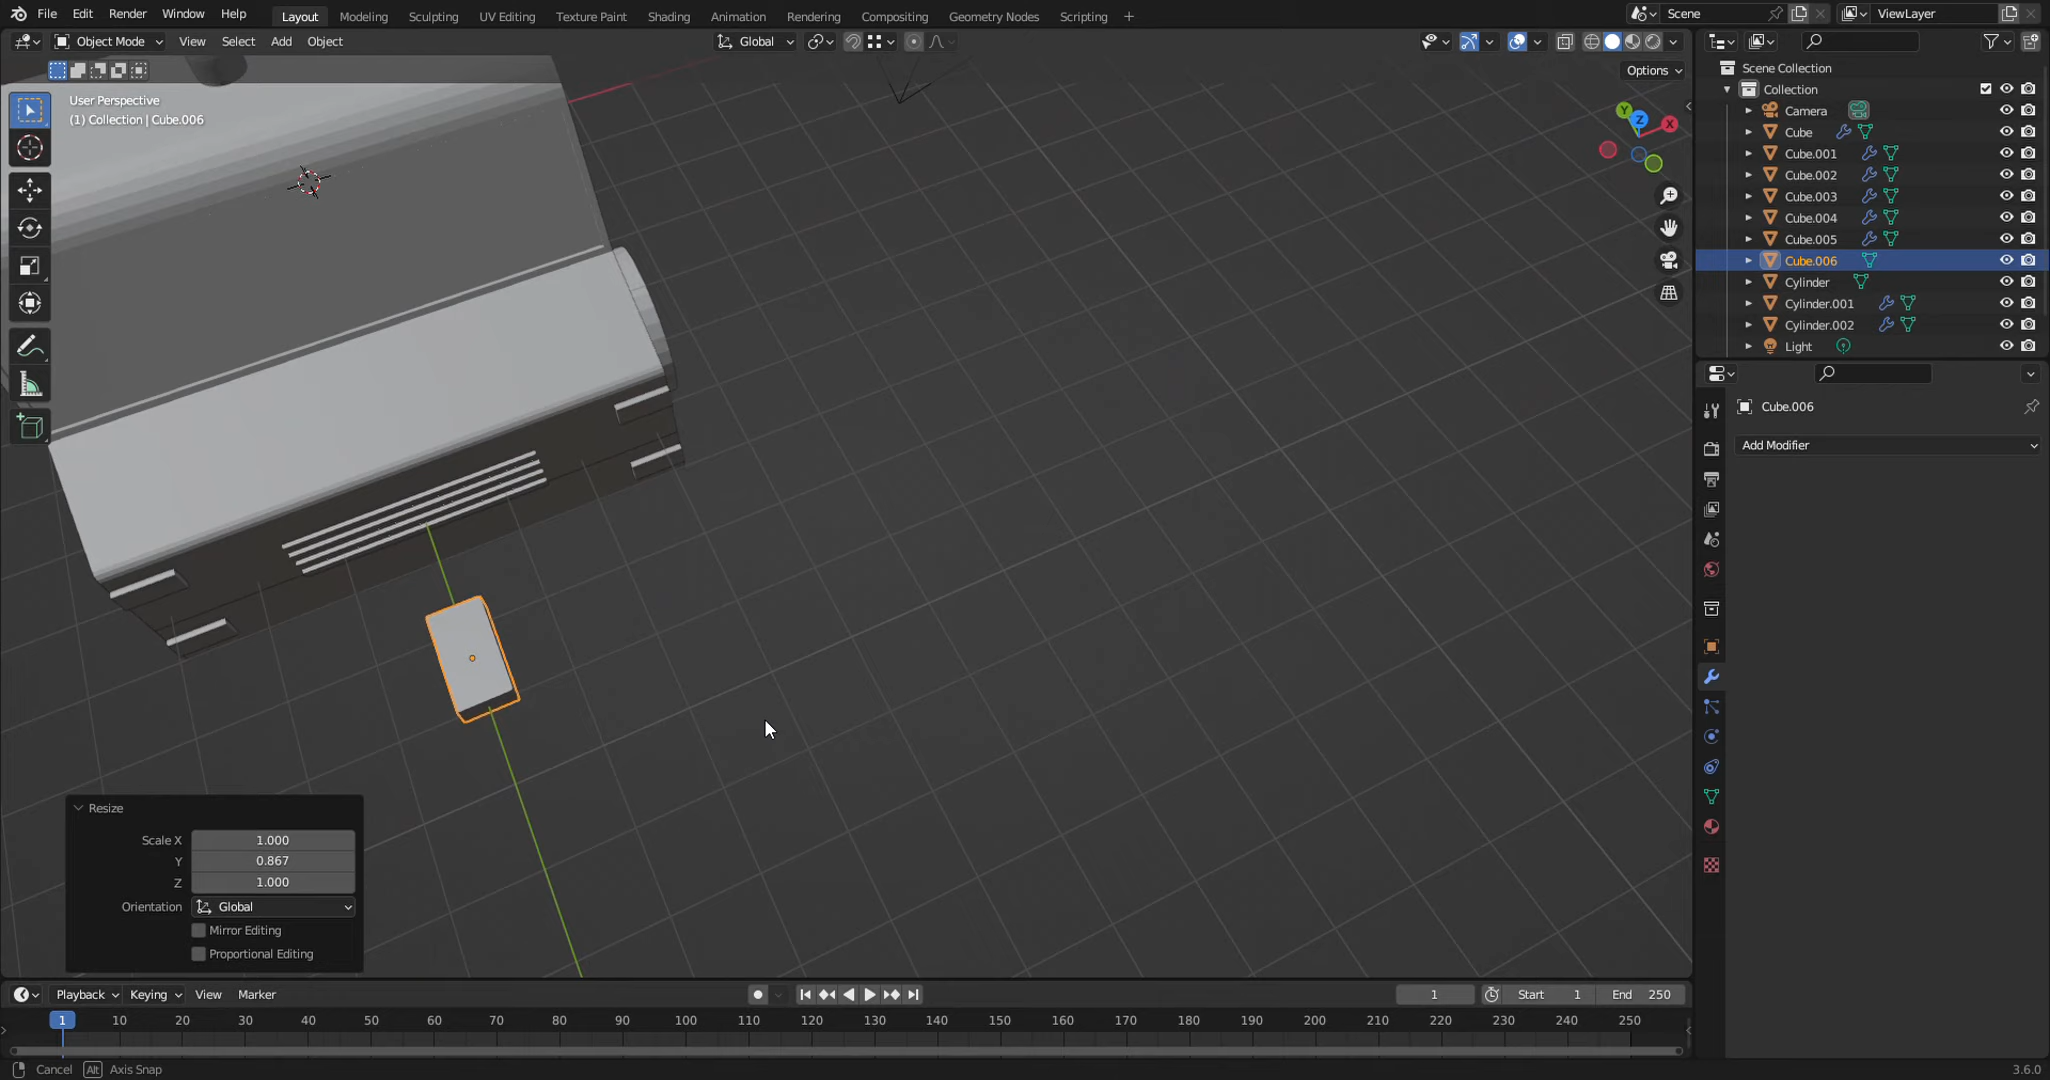 File Edit Render Window Help Layout Modeling Sculpting UV Editing Texture Paint Shading Animation Rendering Compositing Geometry Nodes Scripting + Scene ViewLayer
Object Mode View Select Add Object Global
Options
User Perspective
(1) Collection | Cube.006
Y Z X
Scene Collection
Collection
Camera
Cube
Cube.001
Cube.002
Cube.003
Cube.004
Cube.005
Cube.006
Cylinder
Cylinder.001
Cylinder.002
Light
Cube.006
Add Modifier
Resize
Scale X 1.000
Y 0.867
Z 1.000
Orientation Global
Mirror Editing
Proportional Editing
Playback Keying View Marker 1 Start 1 End 250
1 10 20 30 40 50 60 70 80 90 100 110 120 130 140 150 160 170 180 190 200 210 220 230 240 250
Cancel Alt Axis Snap 3.6.0